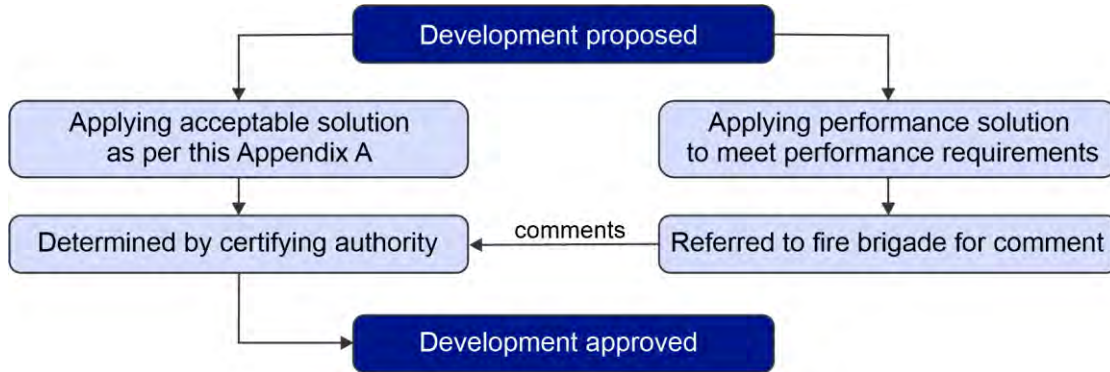 Development proposed
Applying acceptable solution
as per this Appendix A
Applying performance solution
to meet performance requirements
Determined by certifying authority
comments
Referred to fire brigade for comment
Development approved